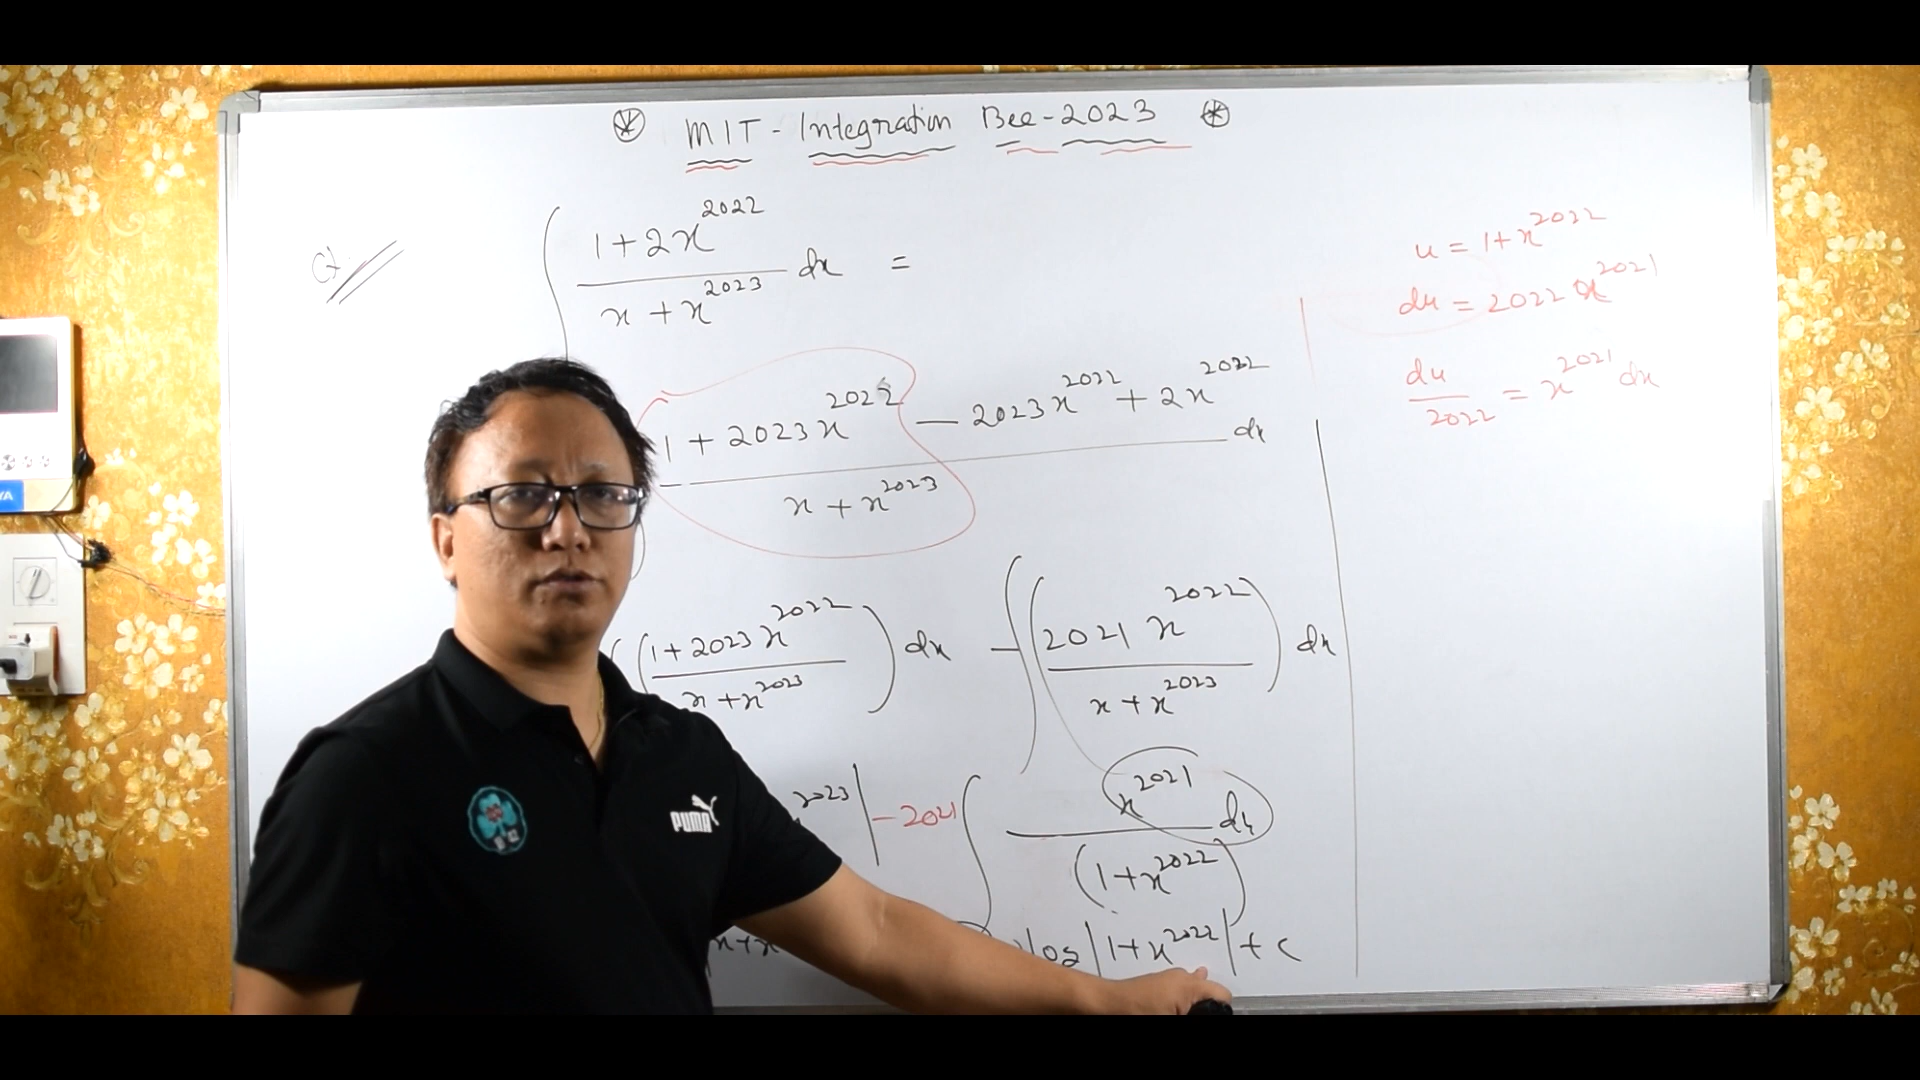 MIT - Integration Bee-2023
Q
∫ (1+2x^2022)/(x+x^2023) dx =
u = 1+x^2022
du = 2022 x^2021
du/2022 = x^2021 dx
(1+2023x^2022 - 2023x^2022 + 2x^2022)/(x+x^2023) dx
∫((1+2023x^2022)/(x+x^2023)) dx - ∫((2021 x^2022)/(x+x^2023)) dx
2023| - 2021 ∫ x^2021 dx/(1+x^2022)
|x+x log|1+x^2022| + c
PUMA
YA